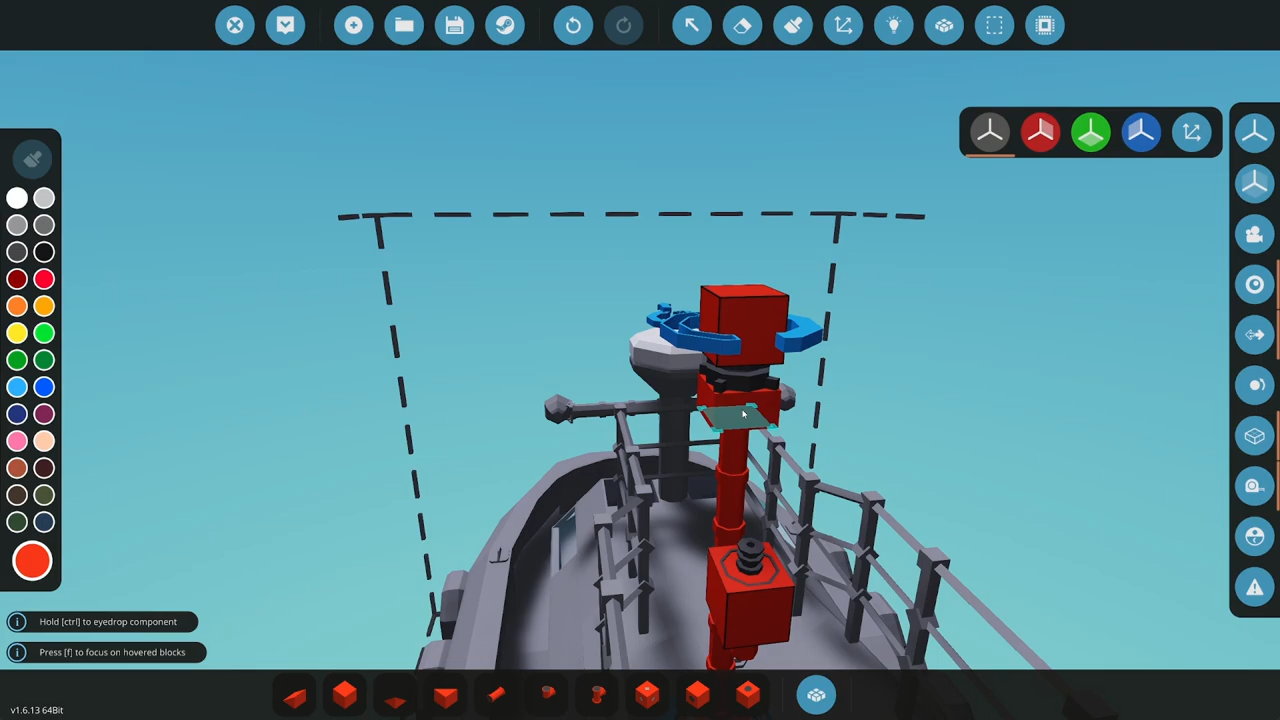 Hold [ctrl] to eyedrop component
Press [f] to focus on hovered blocks
v1.6.13 64Bit